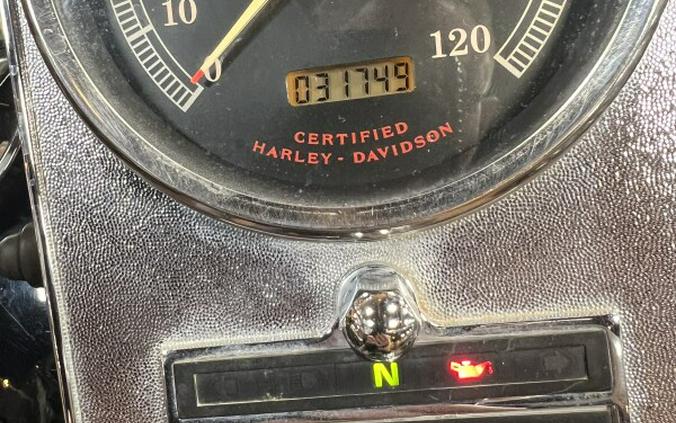 10
0
120
031749
CERTIFIED
HARLEY-DAVIDSON
N